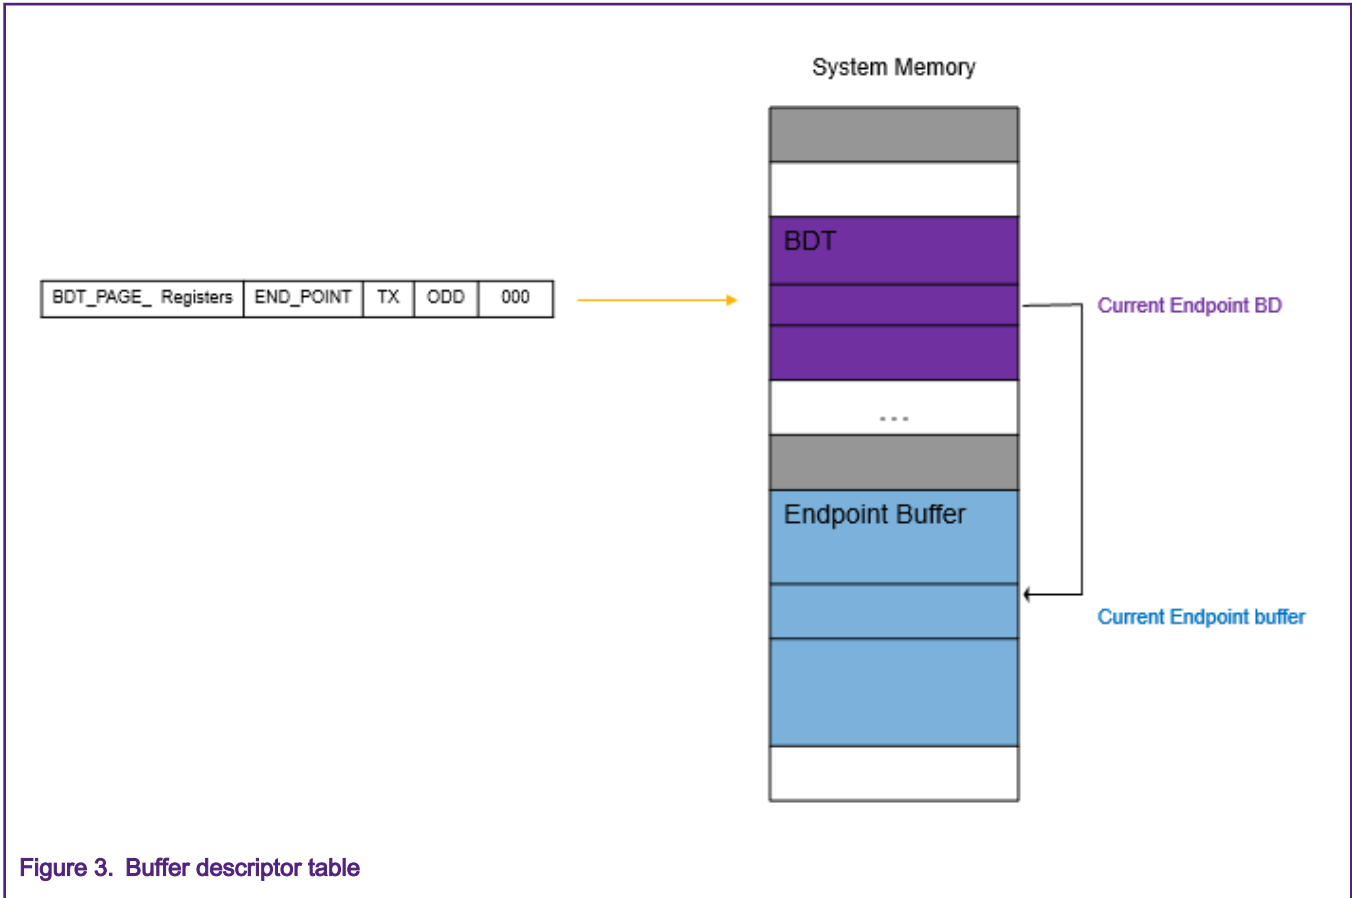 System Memory
BDT
BDT_PAGE_ Registers END_POINT TX ODD 000
Current Endpoint BD
...
Endpoint Buffer
Current Endpoint buffer
Figure 3. Buffer descriptor table